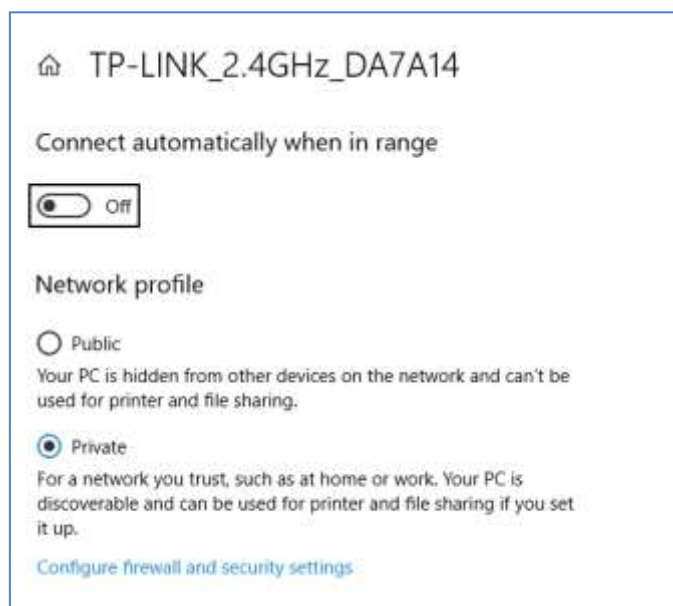 TP-LINK_2.4GHz_DA7A14
Connect automatically when in range
Off
Network profile
Public
Your PC is hidden from other devices on the network and can't be
used for printer and file sharing.
Private
For a network you trust, such as at home or work. Your PC is
discoverable and can be used for printer and file sharing if you set
it up.
Configure firewall and security settings